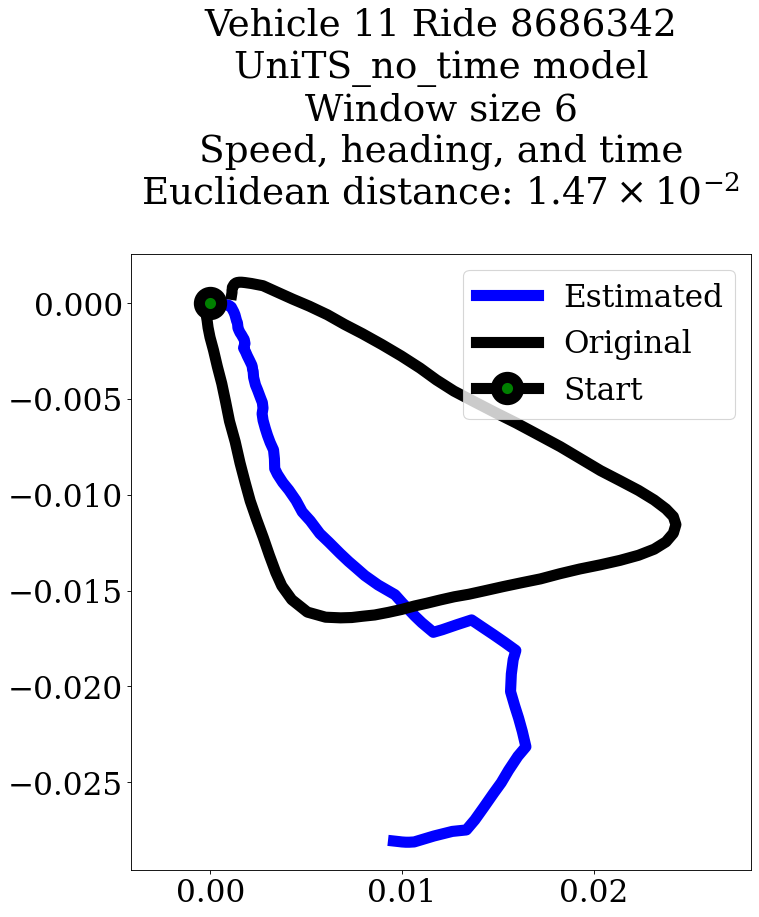 Vehicle 11 Ride 8686342
UniTS_no_time model
Window size 6
Speed, heading, and time
Euclidean distance: 1.47 × 10⁻²
Estimated
Original
Start
0.000
−0.005
−0.010
−0.015
−0.020
−0.025
0.00 0.01 0.02